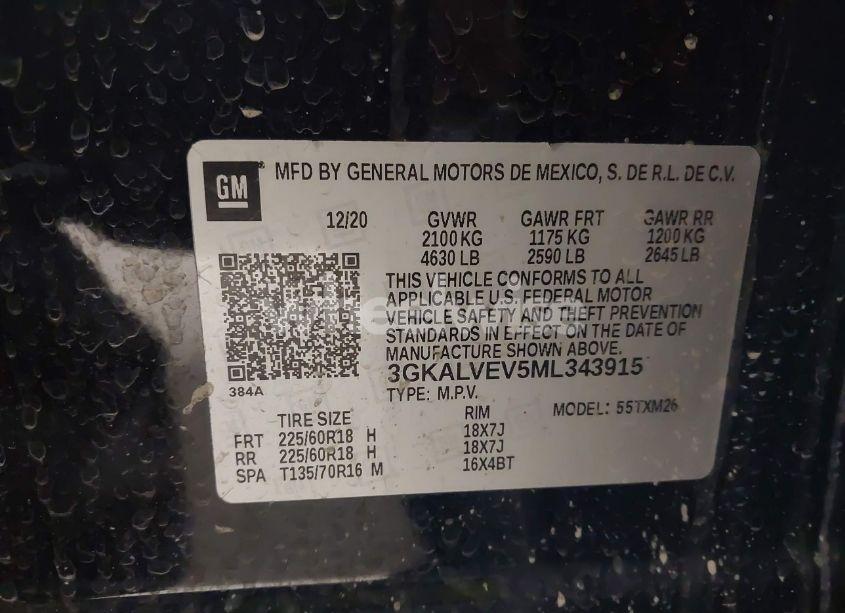 GM
MFD BY GENERAL MOTORS DE MEXICO, S. DE R.L. DE C.V.
12/20 GVWR GAWR FRT GAWR RR
2100 KG 1175 KG 1200 KG
4630 LB 2590 LB 2645 LB
THIS VEHICLE CONFORMS TO ALL
APPLICABLE U.S. FEDERAL MOTOR
VEHICLE SAFETY AND THEFT PREVENTION
STANDARDS IN EFFECT ON THE DATE OF
MANUFACTURE SHOWN ABOVE.
3GKALVEV5ML343915
384A
TYPE: M.P.V. MODEL: 55TXM26
TIRE SIZE RIM
FRT 225/60R18 H 18X7J
RR 225/60R18 H 18X7J
SPA T135/70R16 M 16X4BT